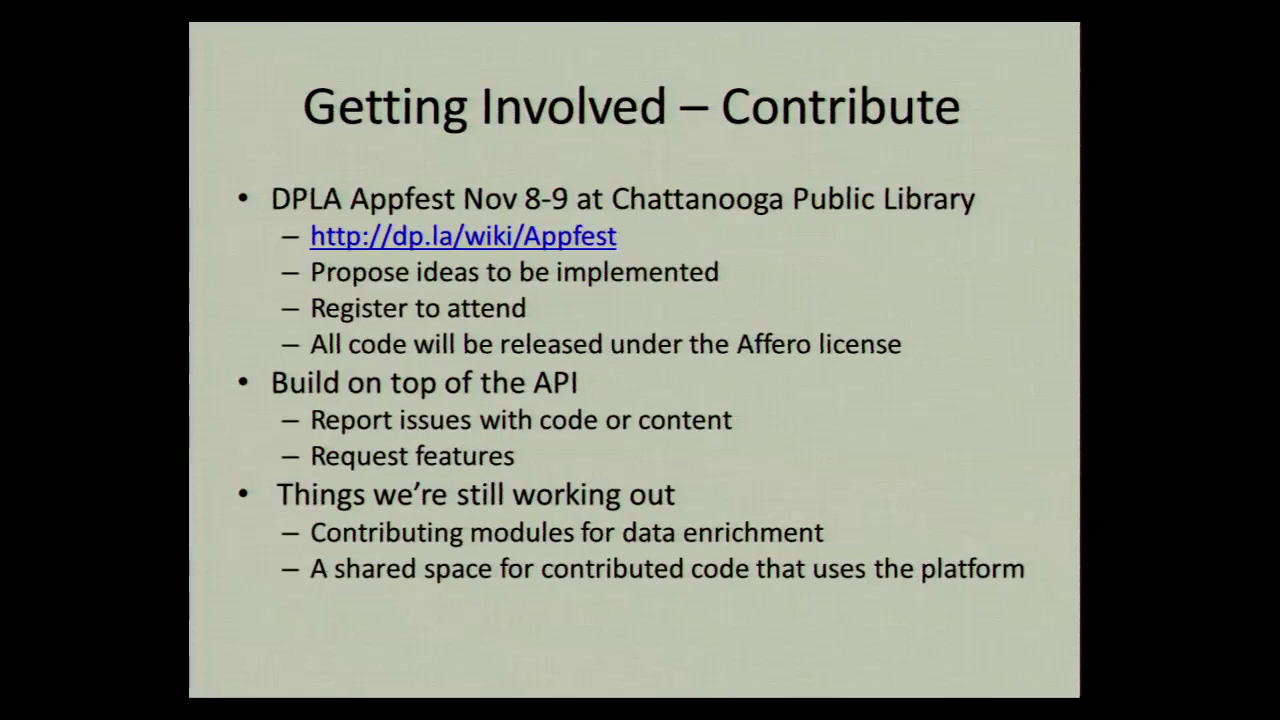 Getting Involved – Contribute
• DPLA Appfest Nov 8-9 at Chattanooga Public Library
– http://dp.la/wiki/Appfest
– Propose ideas to be implemented
– Register to attend
– All code will be released under the Affero license
• Build on top of the API
– Report issues with code or content
– Request features
• Things we’re still working out
– Contributing modules for data enrichment
– A shared space for contributed code that uses the platform